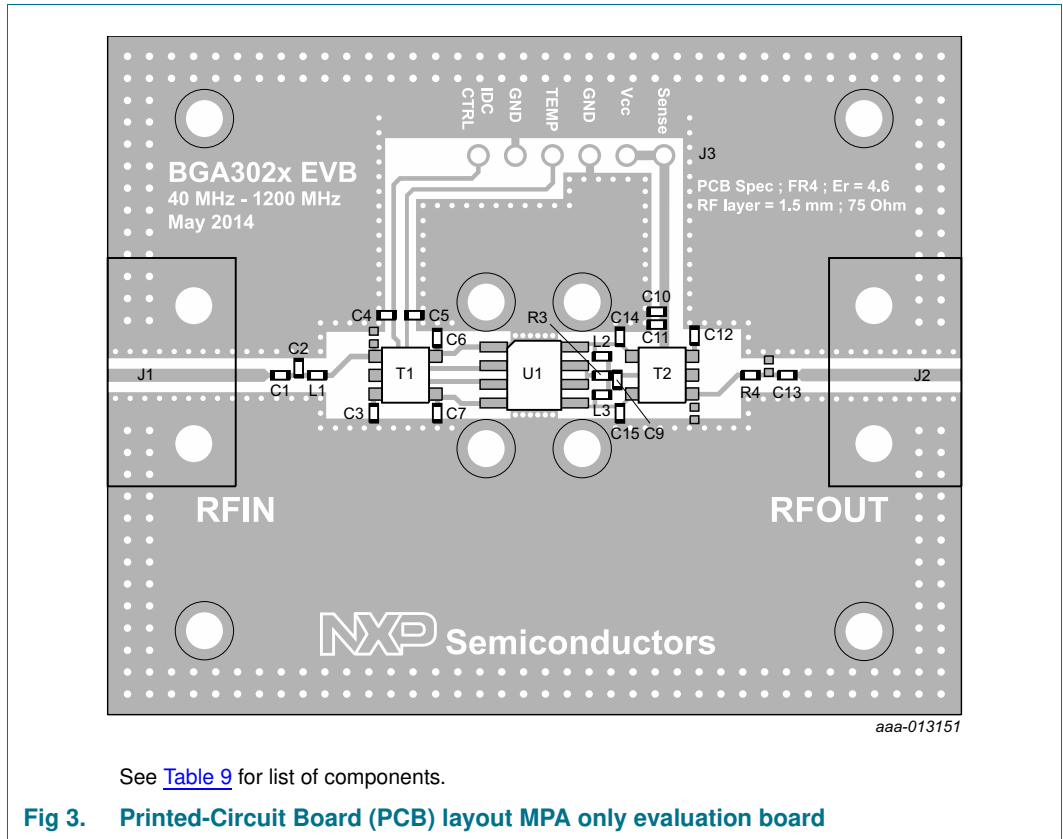 IDC
CTRL
GND
TEMP
GND
Vcc
Sense
J3
BGA302x EVB
40 MHz - 1200 MHz
May 2014
PCB Spec ; FR4 ; Er = 4.6
RF layer = 1.5 mm ; 75 Ohm
C10
C4
C5
R3
C14
C11
C12
C6
L2
C2
J1
T1
U1
T2
J2
C1
L1
R4
C13
C3
C7
L3
C15
C9
RFIN
RFOUT
NXP Semiconductors
aaa-013151
See Table 9 for list of components.
Fig 3. Printed-Circuit Board (PCB) layout MPA only evaluation board